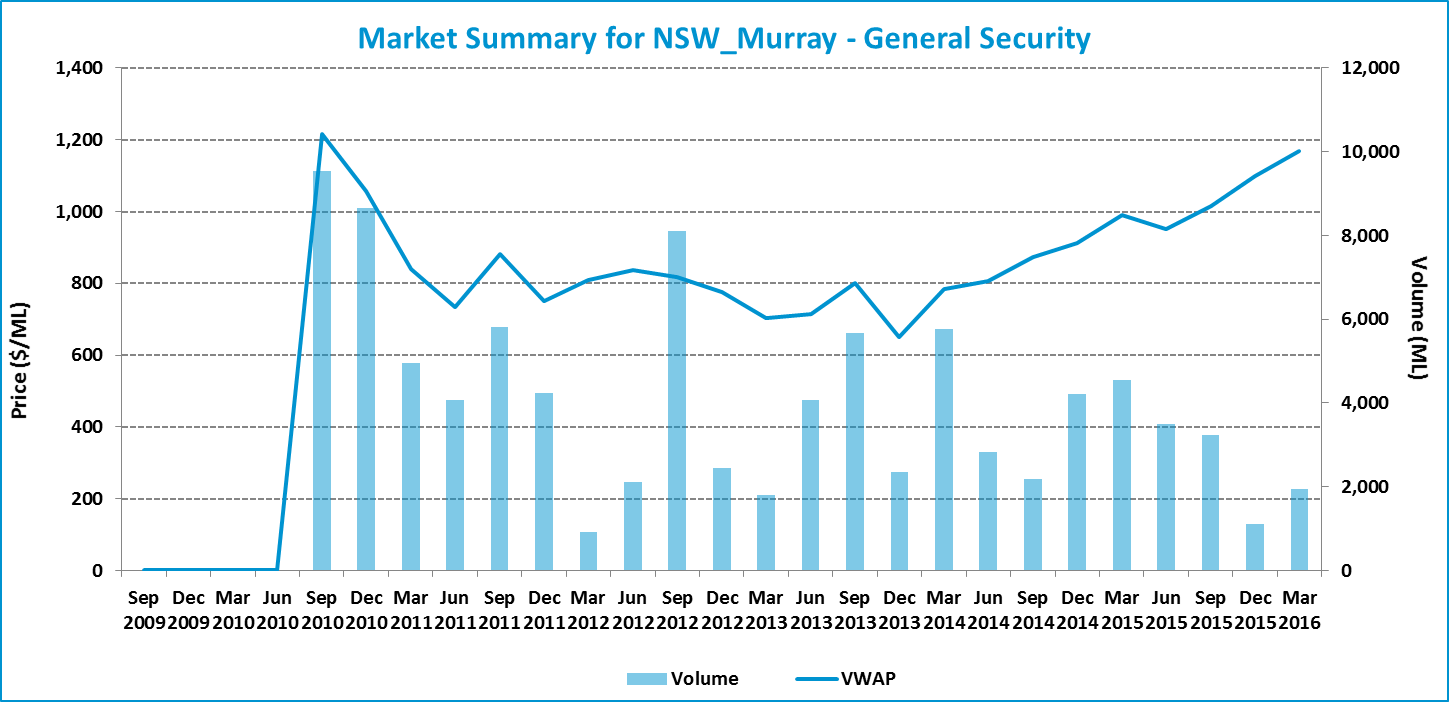 Market Summary for NSW_Murray - General Security
1,400
1,200
1,000
800
600
400
200
0
Price ($/ML)
12,000
10,000
8,000
6,000
4,000
2,000
0
Volume (ML)
Sep Dec Mar Jun Sep Dec Mar Jun Sep Dec Mar Jun Sep Dec Mar Jun Sep Dec Mar Jun Sep Dec Mar Jun Sep Dec Mar
2009 2009 2010 2010 2010 2010 2011 2011 2011 2011 2012 2012 2012 2012 2013 2013 2013 2013 2014 2014 2014 2014 2015 2015 2015 2015 2016
Volume VWAP